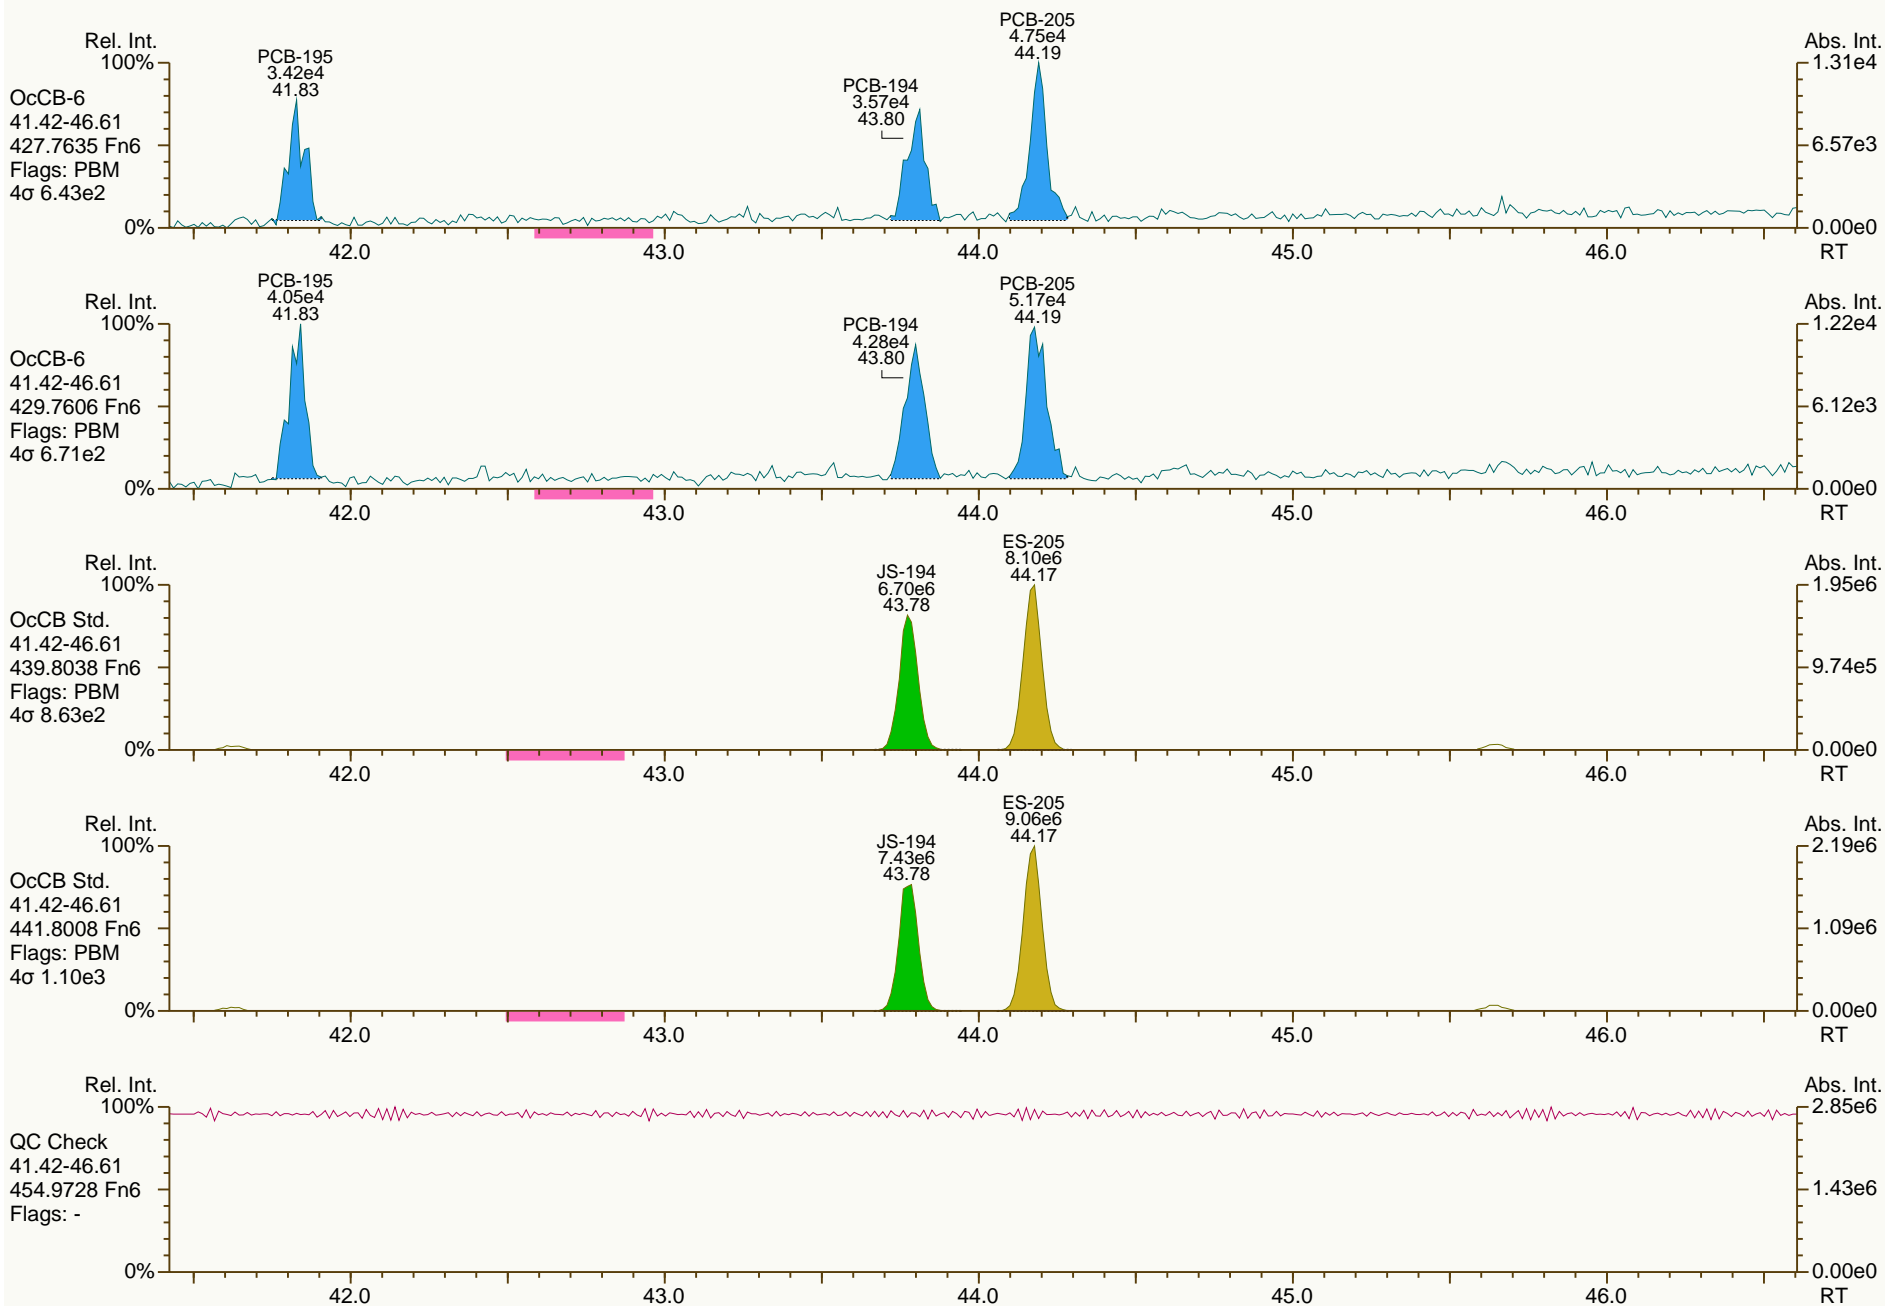 Rel. Int.
100%
0%
OcCB-6
41.42-46.61
427.7635 Fn6
Flags: PBM
4σ 6.43e2
PCB-195
3.42e4
41.83
PCB-194
3.57e4
43.80
PCB-205
4.75e4
44.19
Abs. Int.
1.31e4
6.57e3
0.00e0
42.0 43.0 44.0 45.0 46.0 RT
Rel. Int.
100%
0%
OcCB-6
41.42-46.61
429.7606 Fn6
Flags: PBM
4σ 6.71e2
PCB-195
4.05e4
41.83
PCB-194
4.28e4
43.80
PCB-205
5.17e4
44.19
Abs. Int.
1.22e4
6.12e3
0.00e0
42.0 43.0 44.0 45.0 46.0 RT
Rel. Int.
100%
0%
OcCB Std.
41.42-46.61
439.8038 Fn6
Flags: PBM
4σ 8.63e2
JS-194
6.70e6
43.78
ES-205
8.10e6
44.17
Abs. Int.
1.95e6
9.74e5
0.00e0
42.0 43.0 44.0 45.0 46.0 RT
Rel. Int.
100%
0%
OcCB Std.
41.42-46.61
441.8008 Fn6
Flags: PBM
4σ 1.10e3
JS-194
7.43e6
43.78
ES-205
9.06e6
44.17
Abs. Int.
2.19e6
1.09e6
0.00e0
42.0 43.0 44.0 45.0 46.0 RT
Rel. Int.
100%
0%
QC Check
41.42-46.61
454.9728 Fn6
Flags: -
Abs. Int.
2.85e6
1.43e6
0.00e0
42.0 43.0 44.0 45.0 46.0 RT